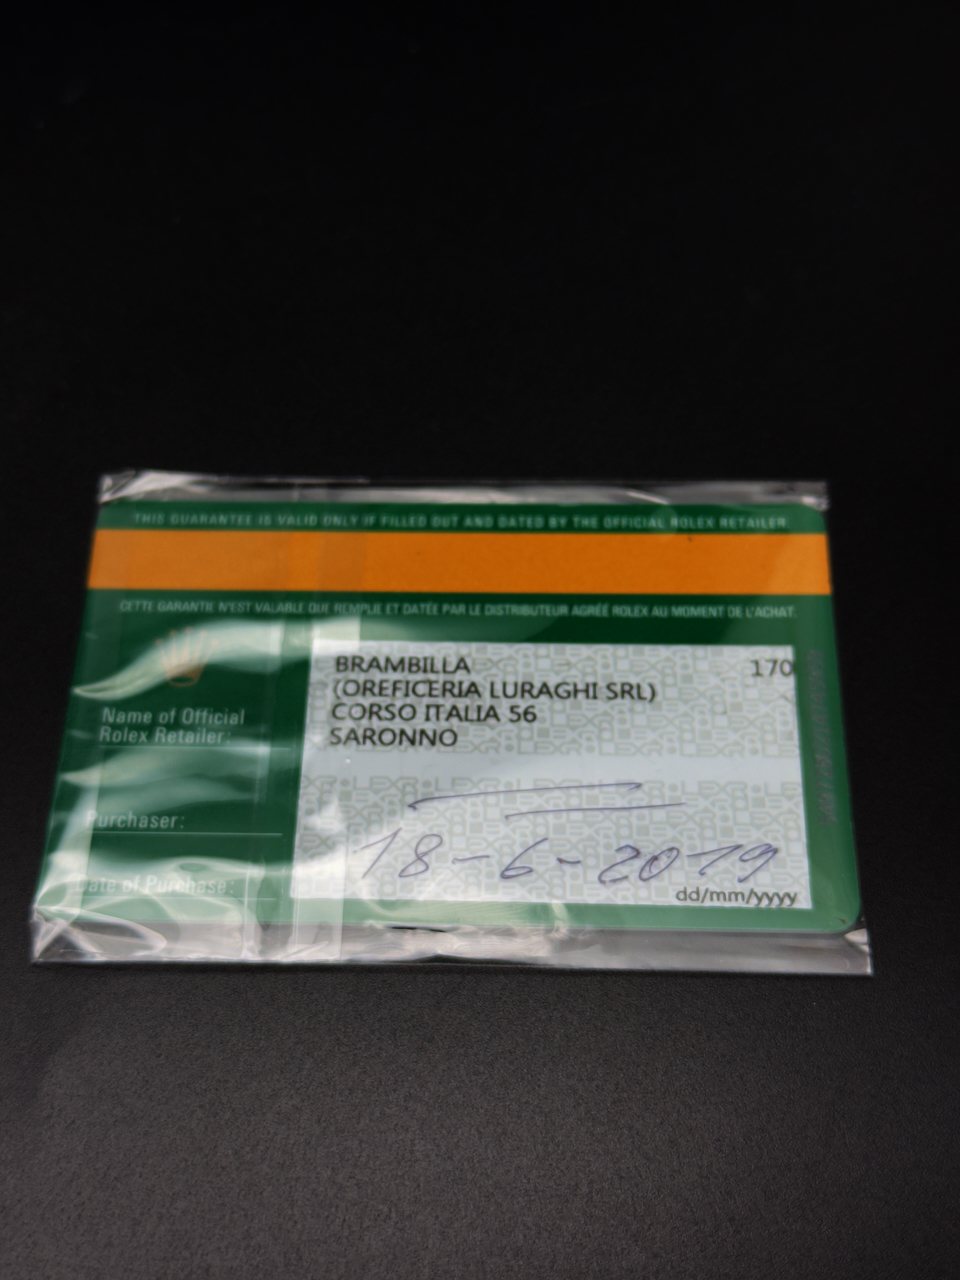 THIS GUARANTEE IS VALID ONLY IF FILLED OUT AND DATED BY THE OFFICIAL ROLEX RETAILER.
CETTE GARANTIE N'EST VALABLE QUE REMPLIE ET DATÉE PAR LE DISTRIBUTEUR AGRÉÉ ROLEX AU MOMENT DE L'ACHAT.
BRAMBILLA 170
(OREFICERIA LURAGHI SRL)
CORSO ITALIA 56
SARONNO
Name of Official
Rolex Retailer:
Purchaser:
Date of Purchase:
18-6-2019
dd/mm/yyyy